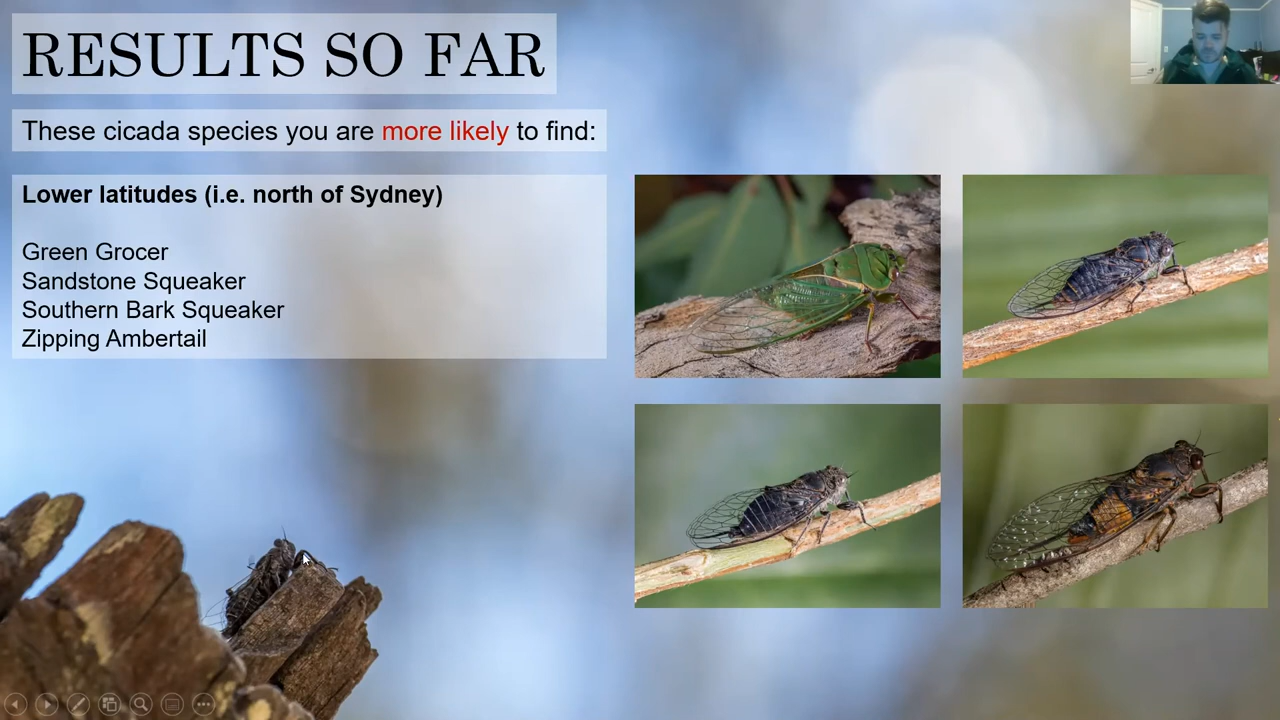 RESULTS SO FAR
These cicada species you are more likely to find:
Lower latitudes (i.e. north of Sydney)
Green Grocer
Sandstone Squeaker
Southern Bark Squeaker
Zipping Ambertail